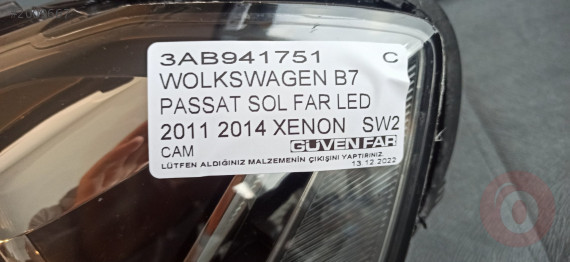 3AB941751 C
WOLKSWAGEN B7
PASSAT SOL FAR LED
2011 2014 XENON SW2
CAM GÜVEN FAR
LÜTFEN ALDIĞINIZ MALZEMENİN ÇIKIŞINI YAPTIRINIZ.
13.12.2022